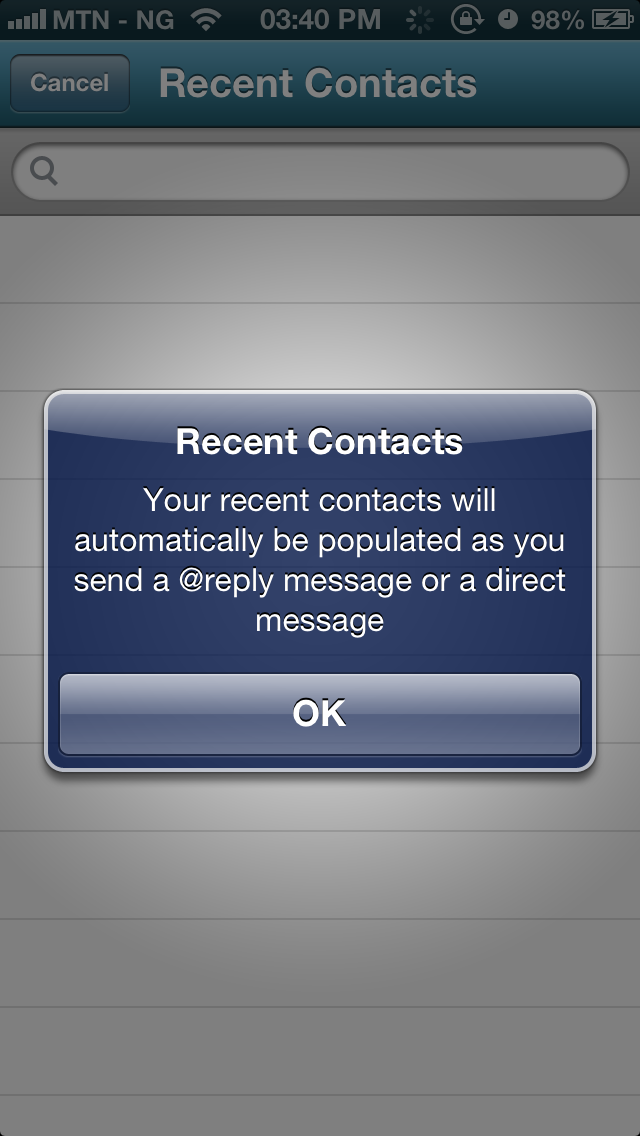 MTN - NG 03:40 PM 98%
Cancel Recent Contacts
Recent Contacts
Your recent contacts will
automatically be populated as you
send a @reply message or a direct
message
OK